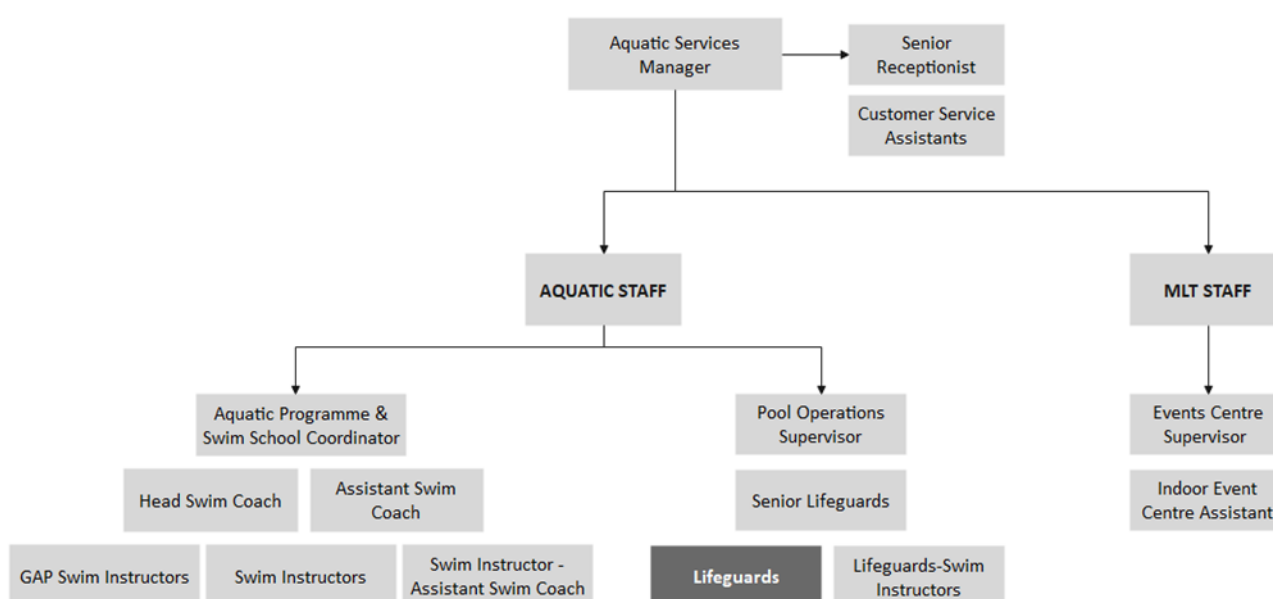 Aquatic Services
Manager
Senior
Receptionist
Customer Service
Assistants
AQUATIC STAFF
MLT STAFF
Aquatic Programme &
Swim School Coordinator
Pool Operations
Supervisor
Events Centre
Supervisor
Head Swim Coach
Assistant Swim
Coach
Senior Lifeguards
Indoor Event
Centre Assistant
GAP Swim Instructors
Swim Instructors
Swim Instructor -
Assistant Swim Coach
Lifeguards
Lifeguards-Swim
Instructors